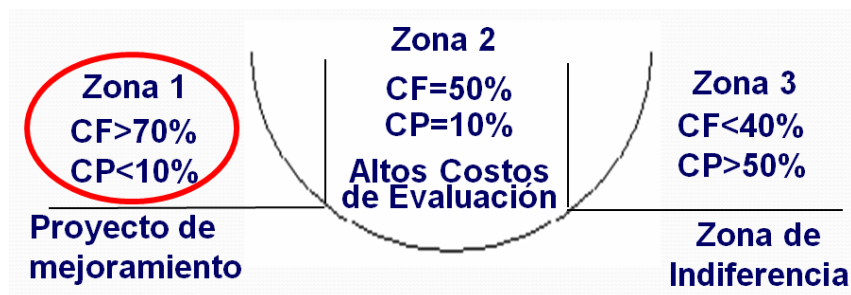 Zona 1
CF>70%
CP<10%
Proyecto de
mejoramiento
Zona 2
CF=50%
CP=10%
Altos Costos
de Evaluación
Zona 3
CF<40%
CP>50%
Zona de
Indiferencia